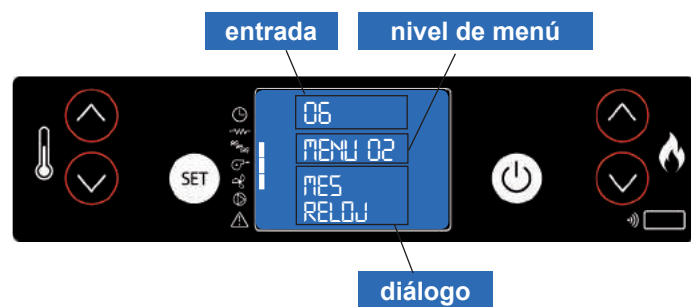 entrada
nivel de menú
06
MENU 02
SET
MES
RELOJ
diálogo